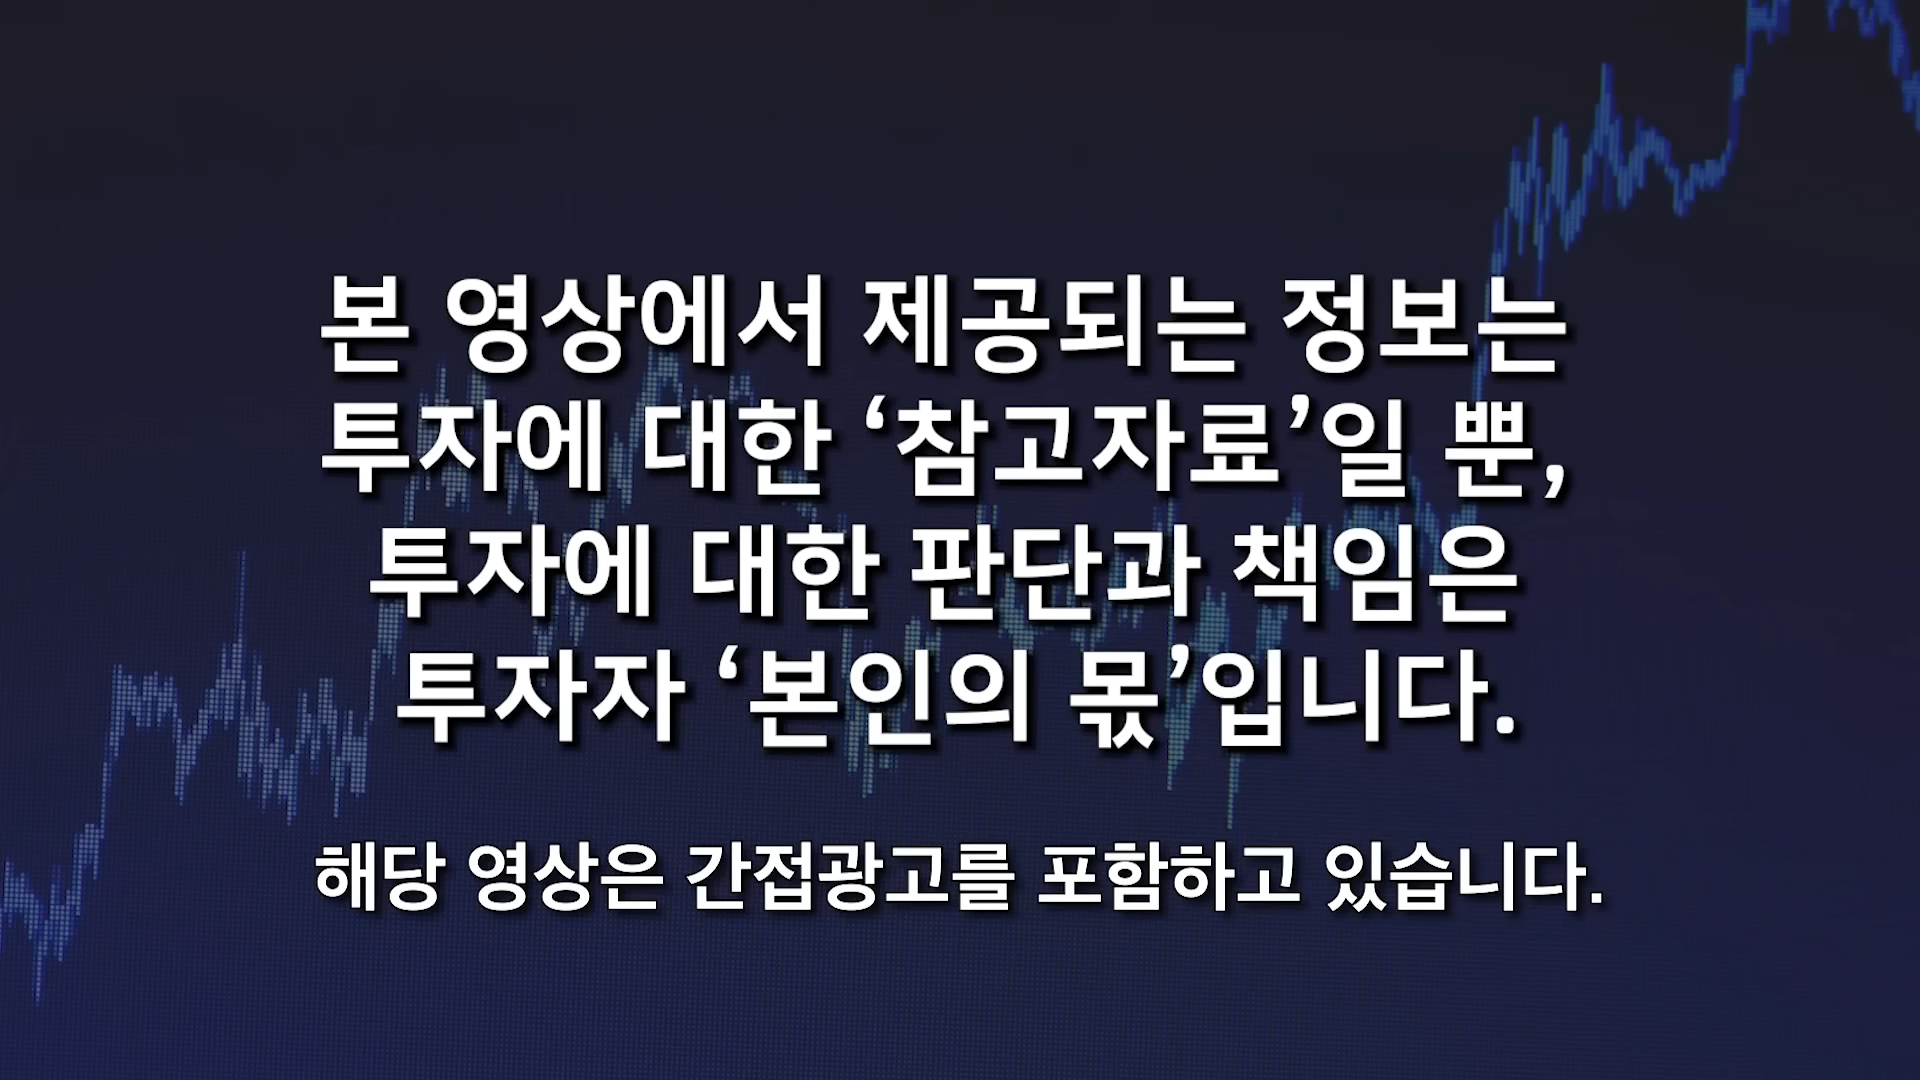 본 영상에서 제공되는 정보는
투자에 대한 ‘참고자료’일 뿐,
투자에 대한 판단과 책임은
투자자 ‘본인의 몫’입니다.
해당 영상은 간접광고를 포함하고 있습니다.